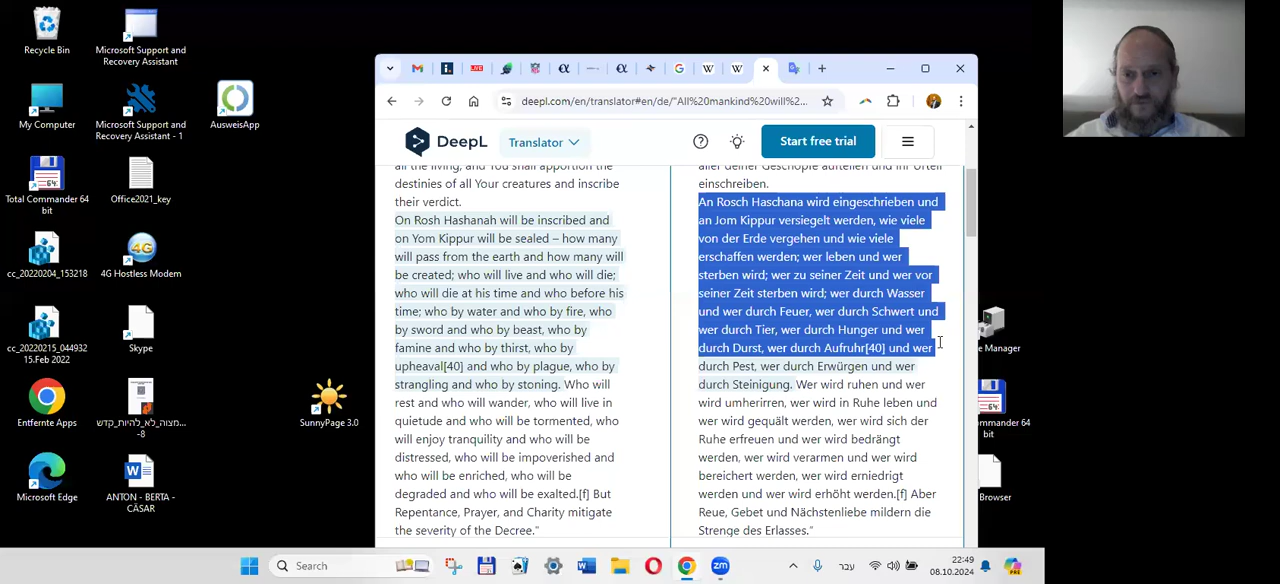 Recycle Bin
Microsoft Support and
Recovery Assistant
My Computer
Microsoft Support and
Recovery Assistant - 1
AusweisApp
Total Commander 64
bit
Office2021_key
cc_20220204_153218
4G
4G Hostless Modem
cc_20220215_044932
15.Feb 2022
Skype
Entfernte Apps
מצוה_לא_להיות_קדש...
-8
SunnyPage 3.0
Microsoft Edge
ANTON - BERTA -
CÄSAR
e Manager
mmander 64
bit
Browser
LIVE
deepl.com/en/translator#en/de/"All%20mankind%20will%2...
DeepL
Translator
Start free trial
all the living, and You shall apportion the
destinies of all Your creatures and inscribe
their verdict.
On Rosh Hashanah will be inscribed and
on Yom Kippur will be sealed – how many
will pass from the earth and how many will
be created; who will live and who will die;
who will die at his time and who before his
time; who by water and who by fire, who
by sword and who by beast, who by
famine and who by thirst, who by
upheaval[40] and who by plague, who by
strangling and who by stoning. Who will
rest and who will wander, who will live in
quietude and who will be tormented, who
will enjoy tranquility and who will be
distressed, who will be impoverished and
who will be enriched, who will be
degraded and who will be exalted.[f] But
Repentance, Prayer, and Charity mitigate
the severity of the Decree."
aller deiner Geschöpfe aufteilen und ihr Urteil
einschreiben.
An Rosch Haschana wird eingeschrieben und
an Jom Kippur versiegelt werden, wie viele
von der Erde vergehen und wie viele
erschaffen werden; wer leben und wer
sterben wird; wer zu seiner Zeit und wer vor
seiner Zeit sterben wird; wer durch Wasser
und wer durch Feuer, wer durch Schwert und
wer durch Tier, wer durch Hunger und wer
durch Durst, wer durch Aufruhr[40] und wer
durch Pest, wer durch Erwürgen und wer
durch Steinigung. Wer wird ruhen und wer
wird umherirren, wer wird in Ruhe leben und
wer wird gequält werden, wer wird sich der
Ruhe erfreuen und wer wird bedrängt
werden, wer wird verarmen und wer wird
bereichert werden, wer wird erniedrigt
werden und wer wird erhöht werden.[f] Aber
Reue, Gebet und Nächstenliebe mildern die
Strenge des Erlasses."
Search
zm
עבר
22:49
08.10.2024